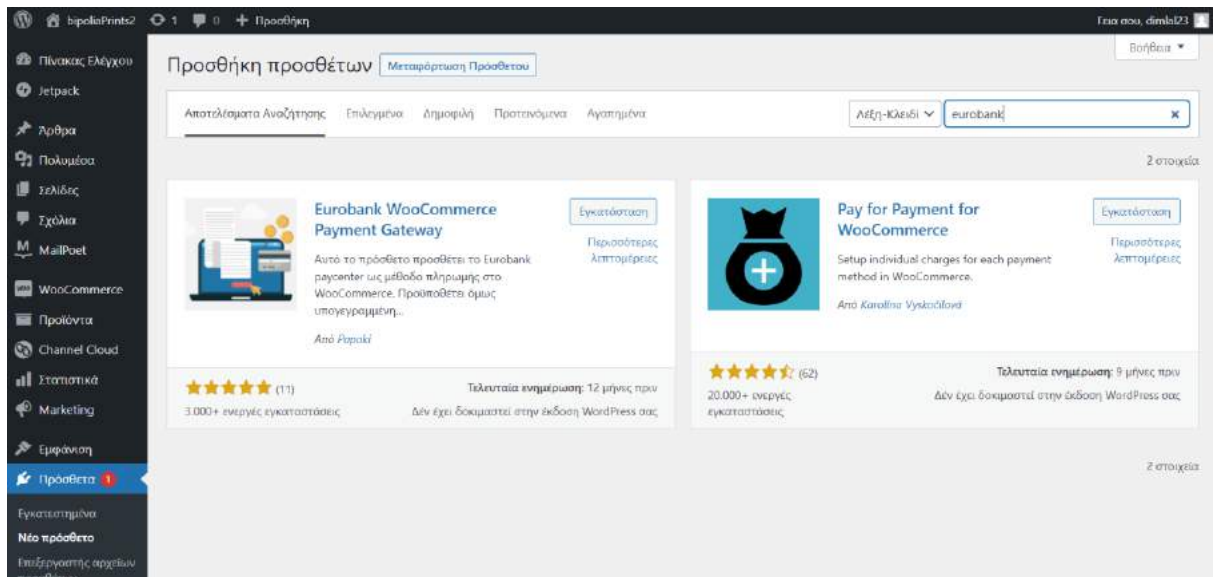 bipoliaPrints2 1 0 + Προσθήκη
Γεια σου, dimlal23
Πίνακας Ελέγχου
Jetpack
Άρθρα
Πολυμέσα
Σελίδες
Σχόλια
MailPoet
WooCommerce
Προϊόντα
Channel Cloud
Στατιστικά
Marketing
Εμφάνιση
Πρόσθετα 1
Εγκατεστημένα
Νέο πρόσθετο
Επεξεργαστής αρχείων
Βοήθεια
Προσθήκη προσθέτων Μεταφόρτωση Πρόσθετου
Αποτελέσματα Αναζήτησης Επιλεγμένα Δημοφιλή Προτεινόμενα Αγαπημένα
Λέξη-Κλειδί eurobank
2 στοιχεία
Eurobank WooCommerce
Payment Gateway
Εγκατάσταση
Περισσότερες
λεπτομέρειες
Αυτό το πρόσθετο προσθέτει το Eurobank
paycenter ως μέθοδο πληρωμής στο
WooCommerce. Προϋποθέτει όμως
υπογεγραμμένη...
Από Papaki
(11)
3.000+ ενεργές εγκαταστάσεις
Τελευταία ενημέρωση: 12 μήνες πριν
Δέν έχει δοκιμαστεί στην έκδοση WordPress σας
Pay for Payment for
WooCommerce
Εγκατάσταση
Περισσότερες
λεπτομέρειες
Setup individual charges for each payment
method in WooCommerce.
Από Karolína Vyskočilová
(62)
20.000+ ενεργές
εγκαταστάσεις
Τελευταία ενημέρωση: 9 μήνες πριν
Δέν έχει δοκιμαστεί στην έκδοση WordPress σας
2 στοιχεία